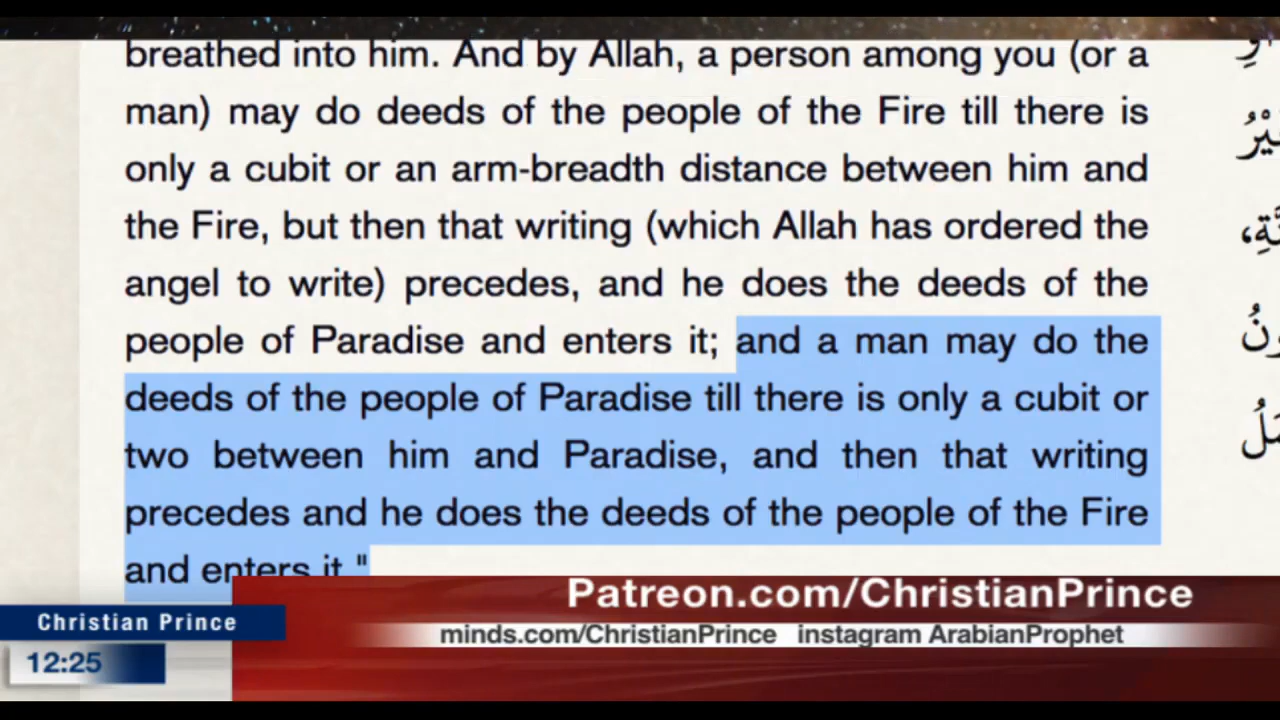 breathed into him. And by Allah, a person among you (or a
man) may do deeds of the people of the Fire till there is
only a cubit or an arm-breadth distance between him and
the Fire, but then that writing (which Allah has ordered the
angel to write) precedes, and he does the deeds of the
people of Paradise and enters it; and a man may do the
deeds of the people of Paradise till there is only a cubit or
two between him and Paradise, and then that writing
precedes and he does the deeds of the people of the Fire
and enters it."
Patreon.com/ChristianPrince
Christian Prince
minds.com/ChristianPrince instagram ArabianProphet
12:25